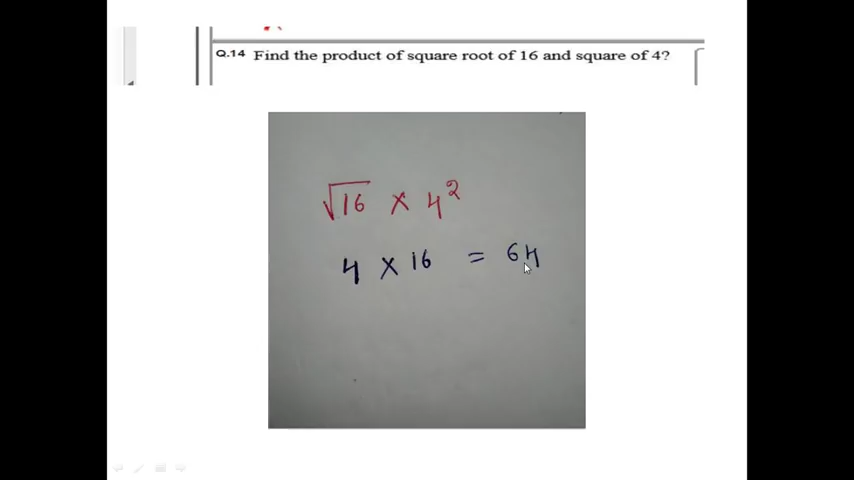 Q.14 Find the product of square root of 16 and square of 4?
√16 × 4²
4 × 16 = 64